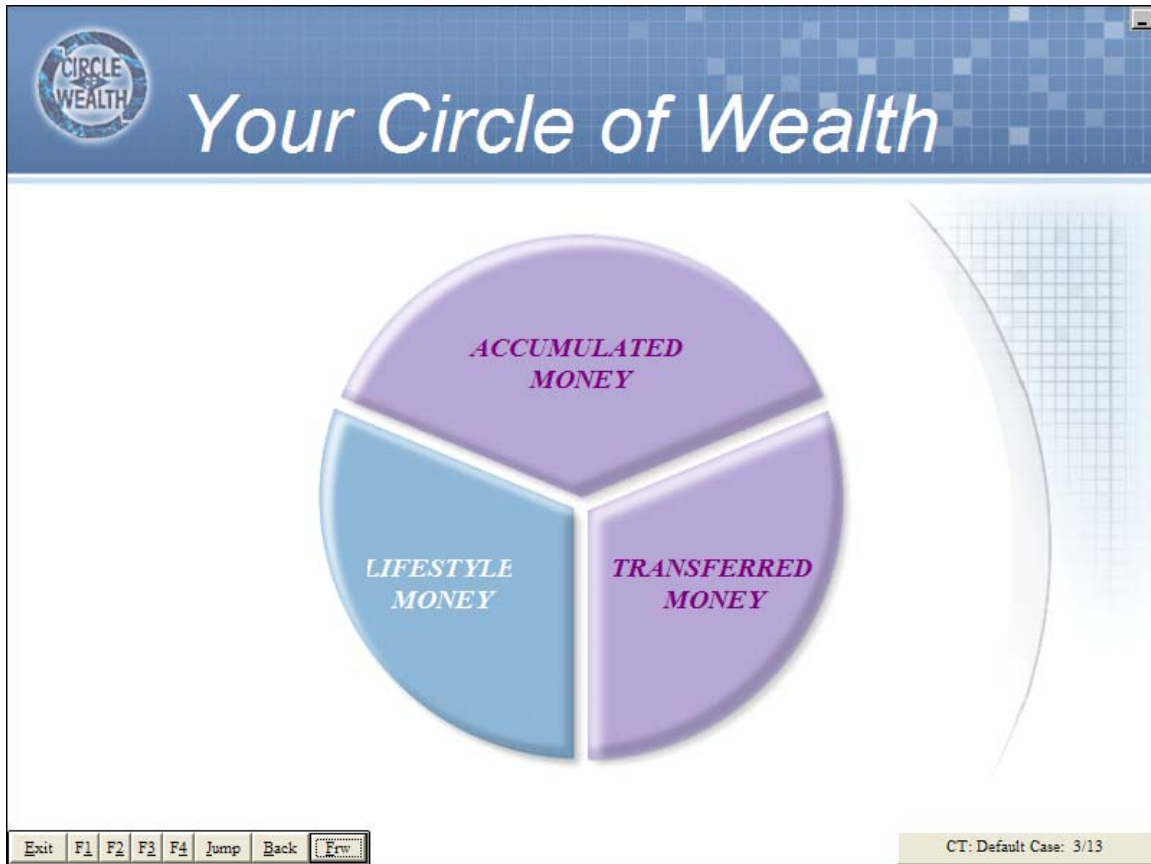 CIRCLE
OF
WEALTH
Your Circle of Wealth
ACCUMULATED
MONEY
LIFESTYLE
MONEY
TRANSFERRED
MONEY
Exit F1 F2 F3 F4 Jump Back Frw
CT: Default Case: 3/13